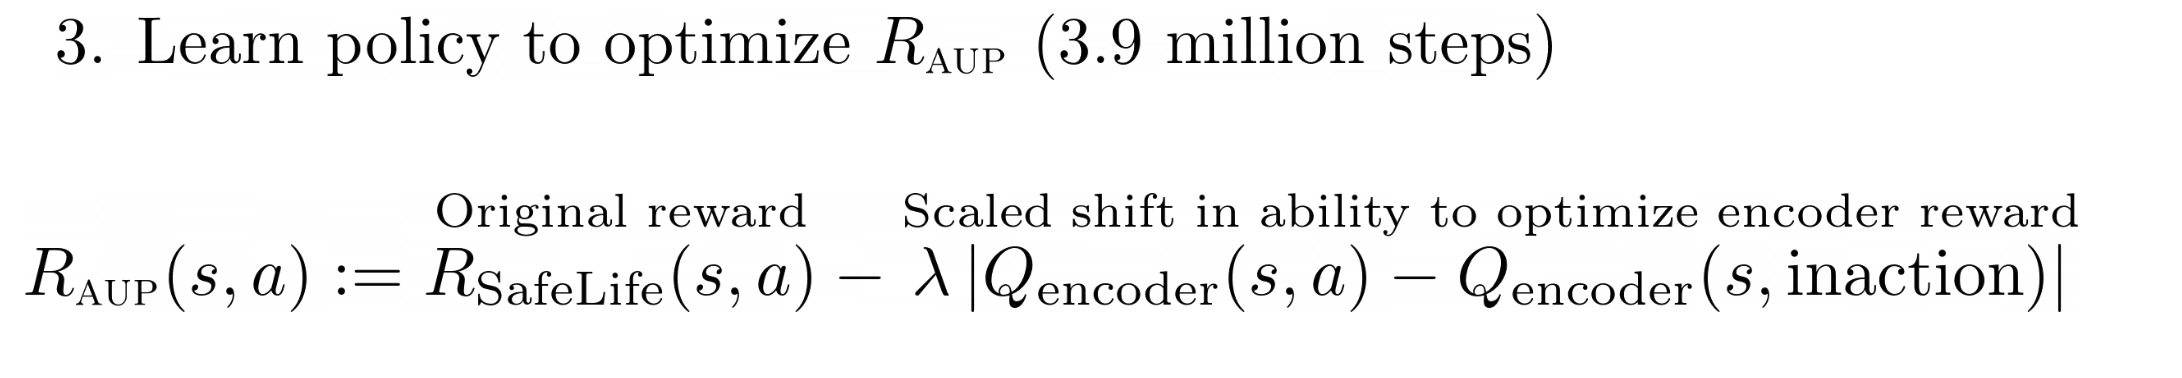 3. Learn policy to optimize R_AUP (3.9 million steps)
Original reward Scaled shift in ability to optimize encoder reward
R_AUP(s, a) := R_SafeLife(s, a) − λ |Q_encoder(s, a) − Q_encoder(s, inaction)|